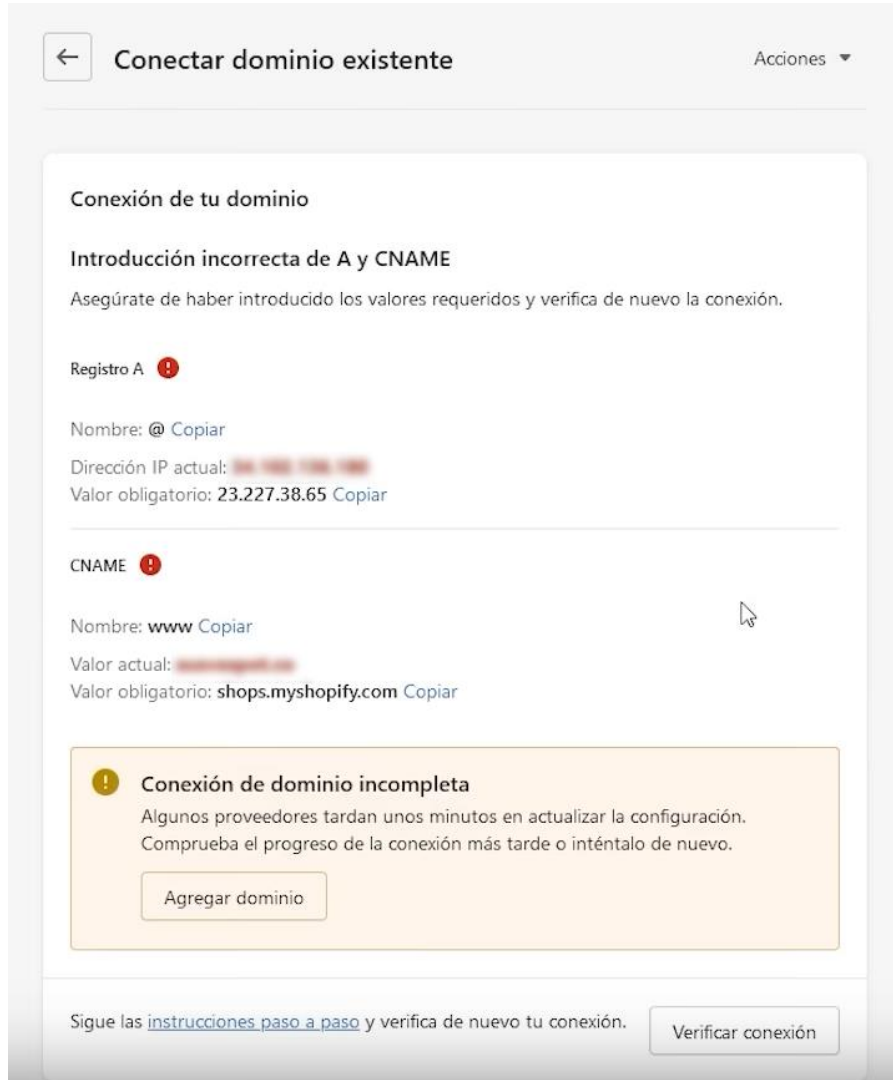 Conectar dominio existente
Acciones
Conexión de tu dominio
Introducción incorrecta de A y CNAME
Asegúrate de haber introducido los valores requeridos y verifica de nuevo la conexión.
Registro A
Nombre: @ Copiar
Dirección IP actual:
Valor obligatorio: 23.227.38.65 Copiar
CNAME
Nombre: www Copiar
Valor actual:
Valor obligatorio: shops.myshopify.com Copiar
Conexión de dominio incompleta
Algunos proveedores tardan unos minutos en actualizar la configuración.
Comprueba el progreso de la conexión más tarde o inténtalo de nuevo.
Agregar dominio
Sigue las instrucciones paso a paso y verifica de nuevo tu conexión.
Verificar conexión